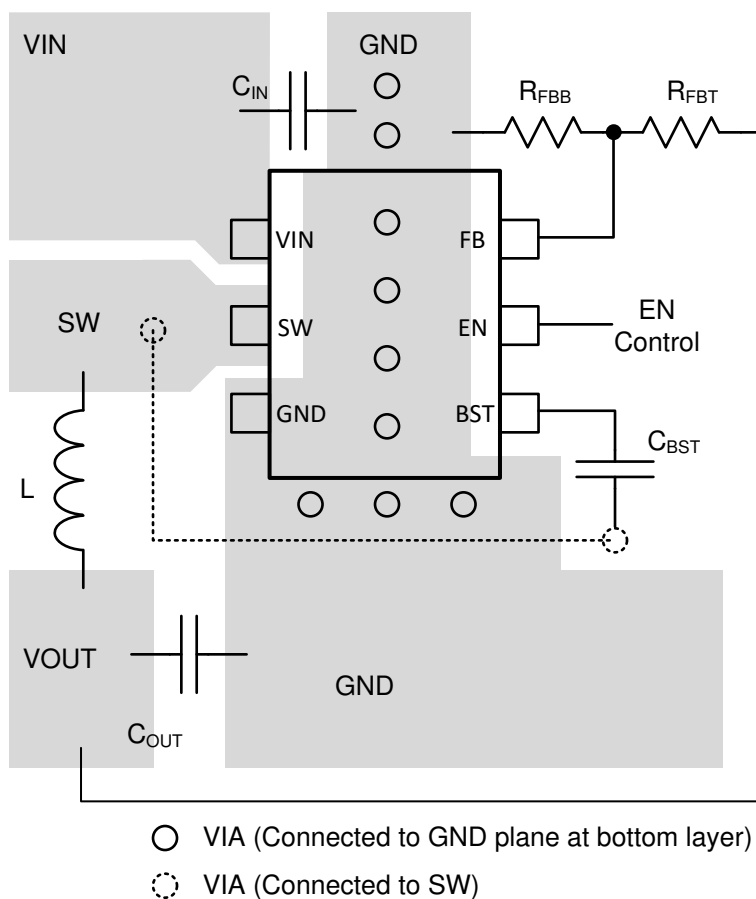 VIN
GND
CIN
RFBB
RFBT
VIN
FB
SW
SW
EN
EN
Control
GND
BST
CBST
L
VOUT
GND
COUT
VIA (Connected to GND plane at bottom layer)
VIA (Connected to SW)